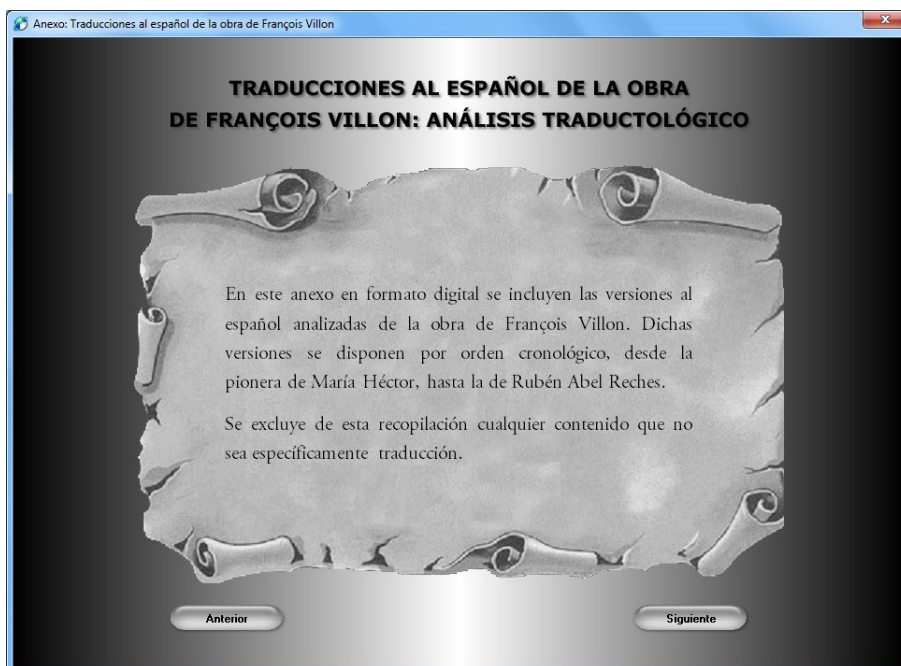 Anexo: Traducciones al español de la obra de François Villon
x
TRADUCCIONES AL ESPAÑOL DE LA OBRA
DE FRANÇOIS VILLON: ANÁLISIS TRADUCTOLÓGICO
En este anexo en formato digital se incluyen las versiones al
español analizadas de la obra de François Villon. Dichas
versiones se disponen por orden cronológico, desde la
pionera de María Héctor, hasta la de Rubén Abel Reches.
Se excluye de esta recopilación cualquier contenido que no
sea específicamente traducción.
Anterior
Siguiente